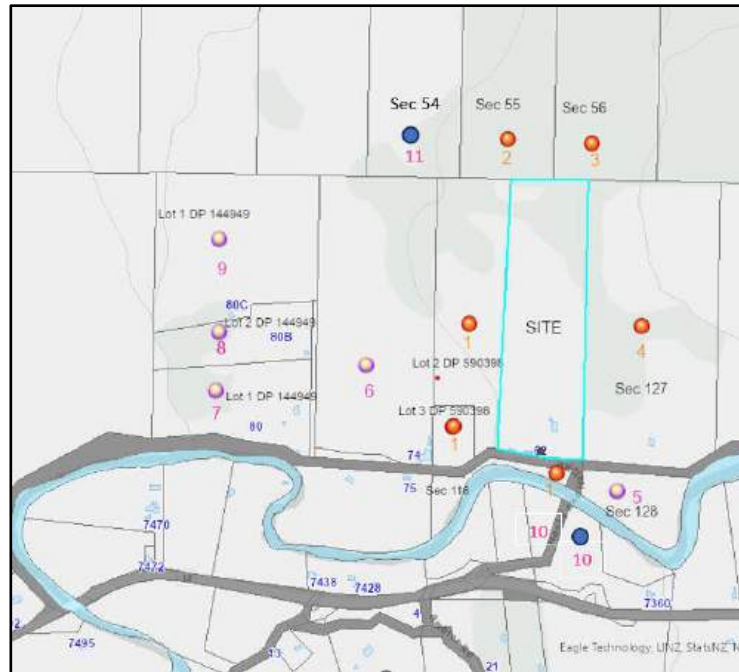 Sec 54
Sec 55
Sec 56
11
2
3
Lot 1 DP 144949
9
80C
Lot 2 DP 144949
8
80B
SITE
1
4
Lot 2 DP 590398
6
Sec 127
7
Lot 1 DP 144949
Lot 3 DP 590398
80
1
74
75
Sec 116
5
Sec 128
10
10
7470
7472
7438
7428
7360
4
7495
13
21
Eagle Technology, LINZ, StatsNZ, N